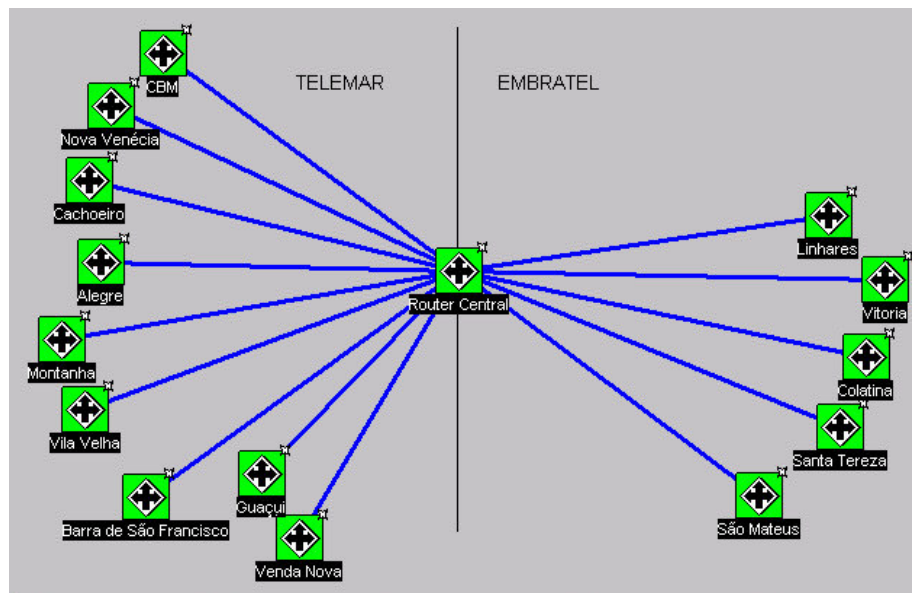 CBM
TELEMAR
EMBRATEL
Nova Venécia
Cachoeiro
Linhares
Alegre
Router Central
Vitoria
Montanha
Colatina
Vila Velha
Santa Tereza
Guaçui
Barra de São Francisco
São Mateus
Venda Nova